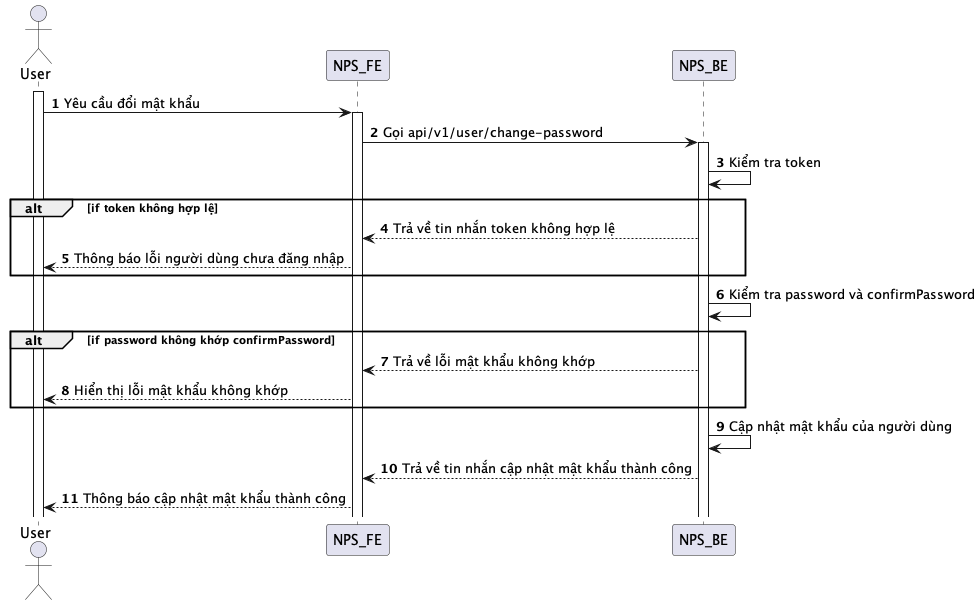 User
NPS_FE
NPS_BE
1 Yêu cầu đổi mật khẩu
2 Gọi api/v1/user/change-password
3 Kiểm tra token
alt [if token không hợp lệ]
4 Trả về tin nhắn token không hợp lệ
5 Thông báo lỗi người dùng chưa đăng nhập
6 Kiểm tra password và confirmPassword
alt [if password không khớp confirmPassword]
7 Trả về lỗi mật khẩu không khớp
8 Hiển thị lỗi mật khẩu không khớp
9 Cập nhật mật khẩu của người dùng
10 Trả về tin nhắn cập nhật mật khẩu thành công
11 Thông báo cập nhật mật khẩu thành công
User
NPS_FE
NPS_BE